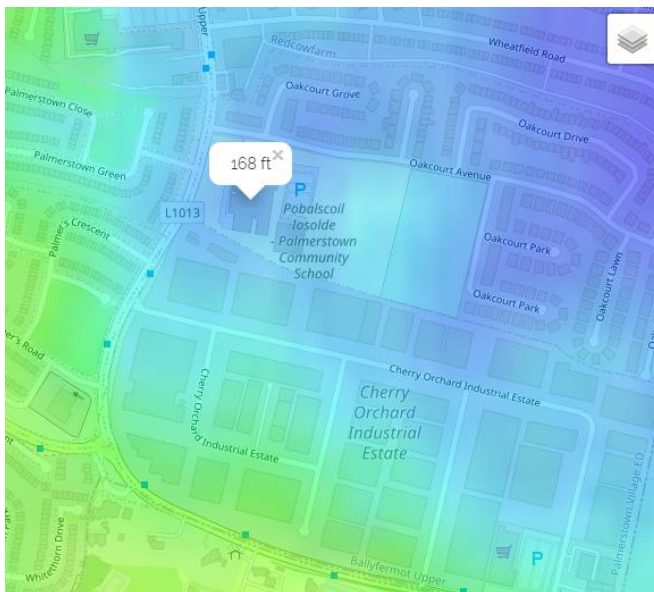 Upper
Redcowfarm
Wheatfield Road
Palmerstown Close
Oakcourt Grove
Oakcourt Drive
168 ft
×
Palmerstown Green
Oakcourt Avenue
P
L1013
Pobalscoil
Iosolde
- Palmerstown
Community
School
Palmer's Crescent
Oakcourt Park
Oakcourt Lawn
Oakcourt Park
Road
Cherry Orchard Industrial Estate
Cherry
Orchard
Industrial
Estate
Cherry Orchard Industrial Estate
Palmerstown Village ED
Whitethorn Drive
Ballyfermot Upper
P